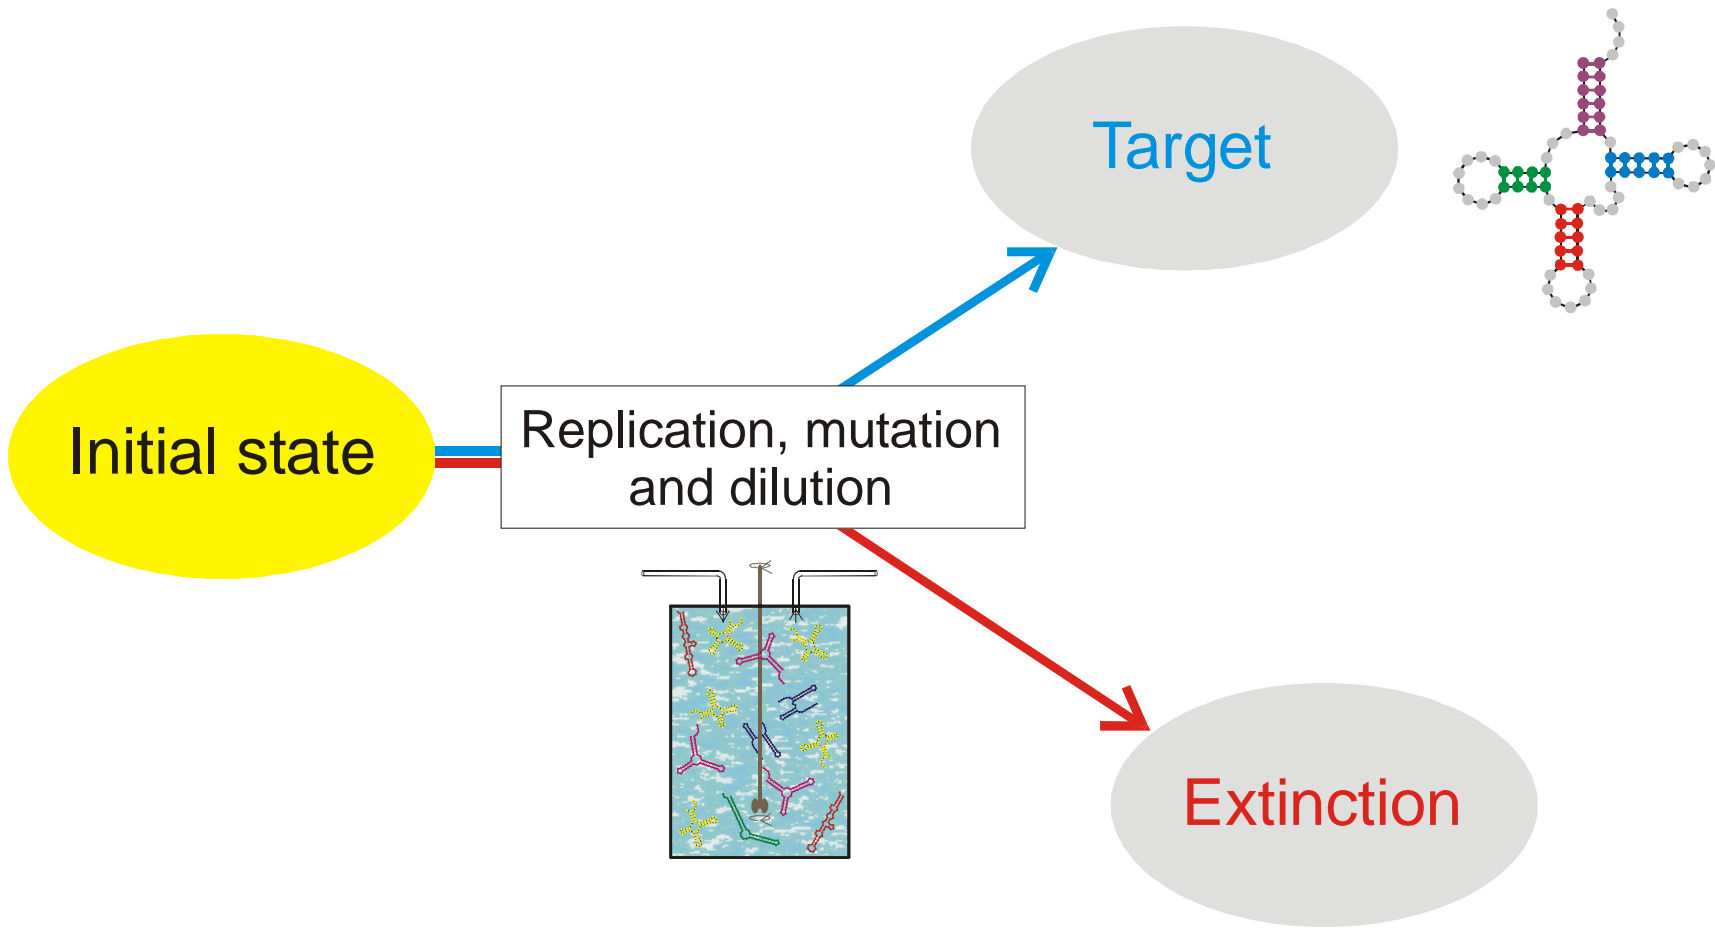 Target
Initial state
Replication, mutation
and dilution
Extinction